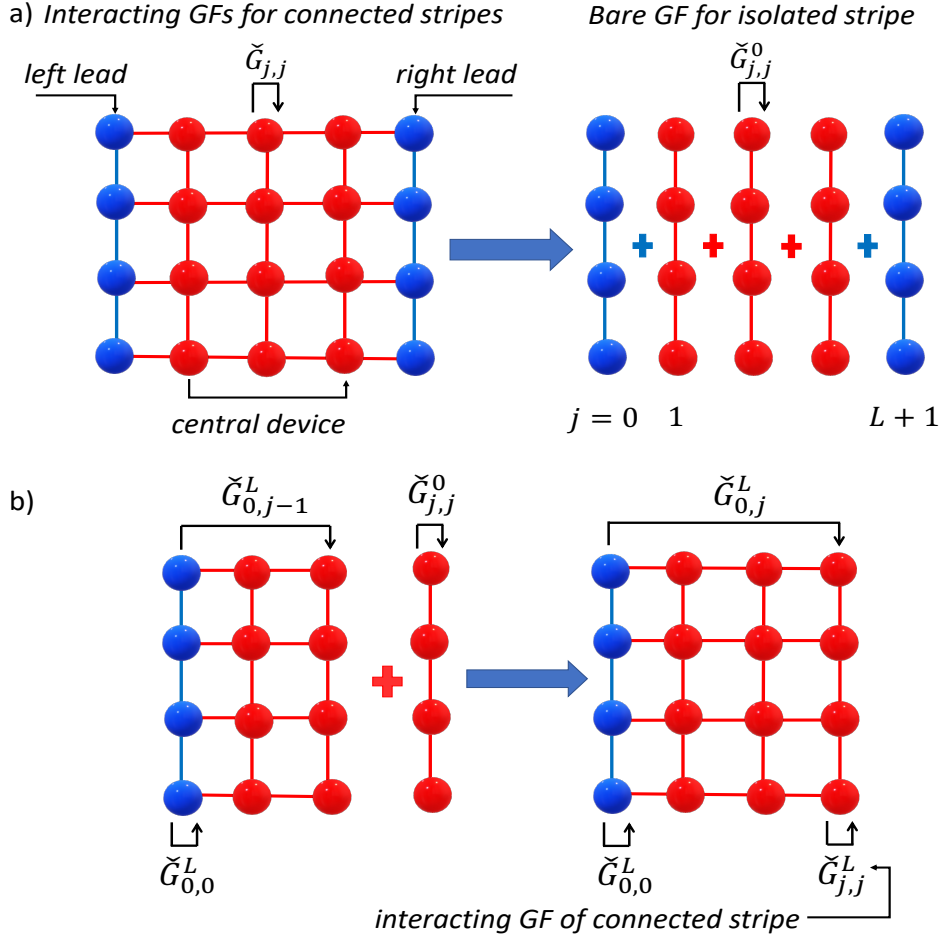 a) Interacting GFs for connected stripes
Bare GF for isolated stripe
left lead
Ǧ_{j,j}
right lead
Ǧ^0_{j,j}
central device
j = 0 1 L + 1
b)
Ǧ^L_{0,j−1}
Ǧ^0_{j,j}
Ǧ^L_{0,j}
Ǧ^L_{0,0}
Ǧ^L_{0,0}
Ǧ^L_{j,j}
interacting GF of connected stripe